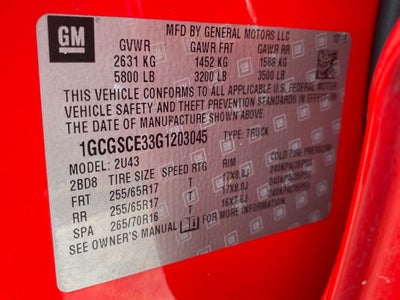 GM
MFD BY GENERAL MOTORS LLC
GVWR GAWR FRT GAWR RR
2631 KG 1452 KG 1588 KG
5800 LB 3200 LB 3500 LB
THIS VEHICLE CONFORMS TO ALL APPLICABLE U.S. FEDERAL
VEHICLE SAFETY AND THEFT PREVENTION STANDARDS IN EFFECT ON
THE DATE OF MANUFACTURE SHOWN ABOVE.
1GCGSCE33G1203045 TYPE: TRUCK
MODEL: 2U43
2BD8 TIRE SIZE SPEED RTG RIM COLD TIRE PRESSURE
FRT 255/65R17 T 17X8.0J
RR 255/65R17 T 17X8.0J
SPA 265/70R16 T 16X7.0J
SEE OWNER'S MANUAL FOR MORE INFORMATION.